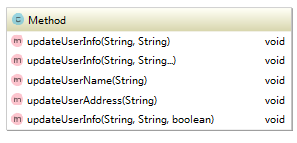 C Method
m updateUserInfo(String, String) void
m updateUserInfo(String, String...) void
m updateUserName(String) void
m updateUserAddress(String) void
m updateUserInfo(String, String, boolean) void